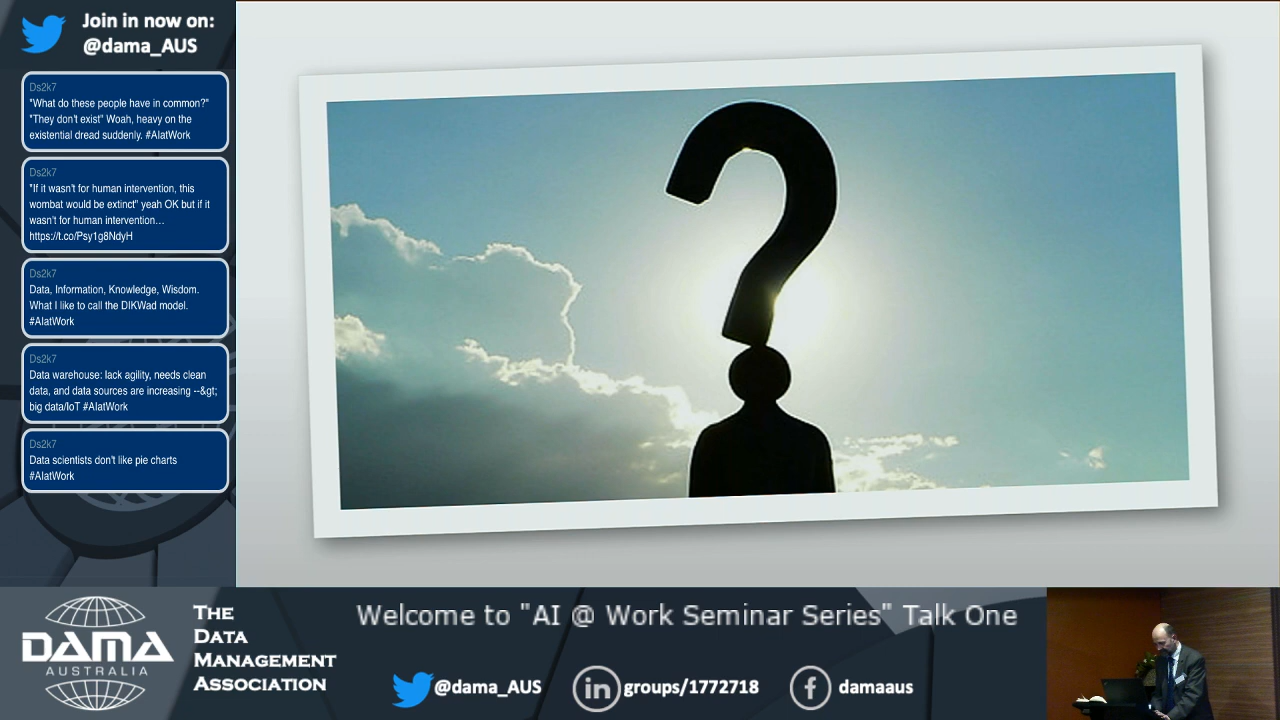 Join in now on:
@dama_AUS
Ds2k7
"What do these people have in common?"
"They don't exist" Woah, heavy on the
existential dread suddenly. #AIatWork
Ds2k7
"If it wasn't for human intervention, this
wombat would be extinct" yeah OK but if it
wasn't for human intervention…
https://t.co/Psy1g8NdyH
Ds2k7
Data, Information, Knowledge, Wisdom.
What I like to call the DIKWad model.
#AIatWork
Ds2k7
Data warehouse: lack agility, needs clean
data, and data sources are increasing --&gt;
big data/IoT #AIatWork
Ds2k7
Data scientists don't like pie charts
#AIatWork
?
DAMA
AUSTRALIA
THE
DATA
MANAGEMENT
ASSOCIATION
Welcome to "AI @ Work Seminar Series" Talk One
@dama_AUS
in groups/1772718
f damaaus